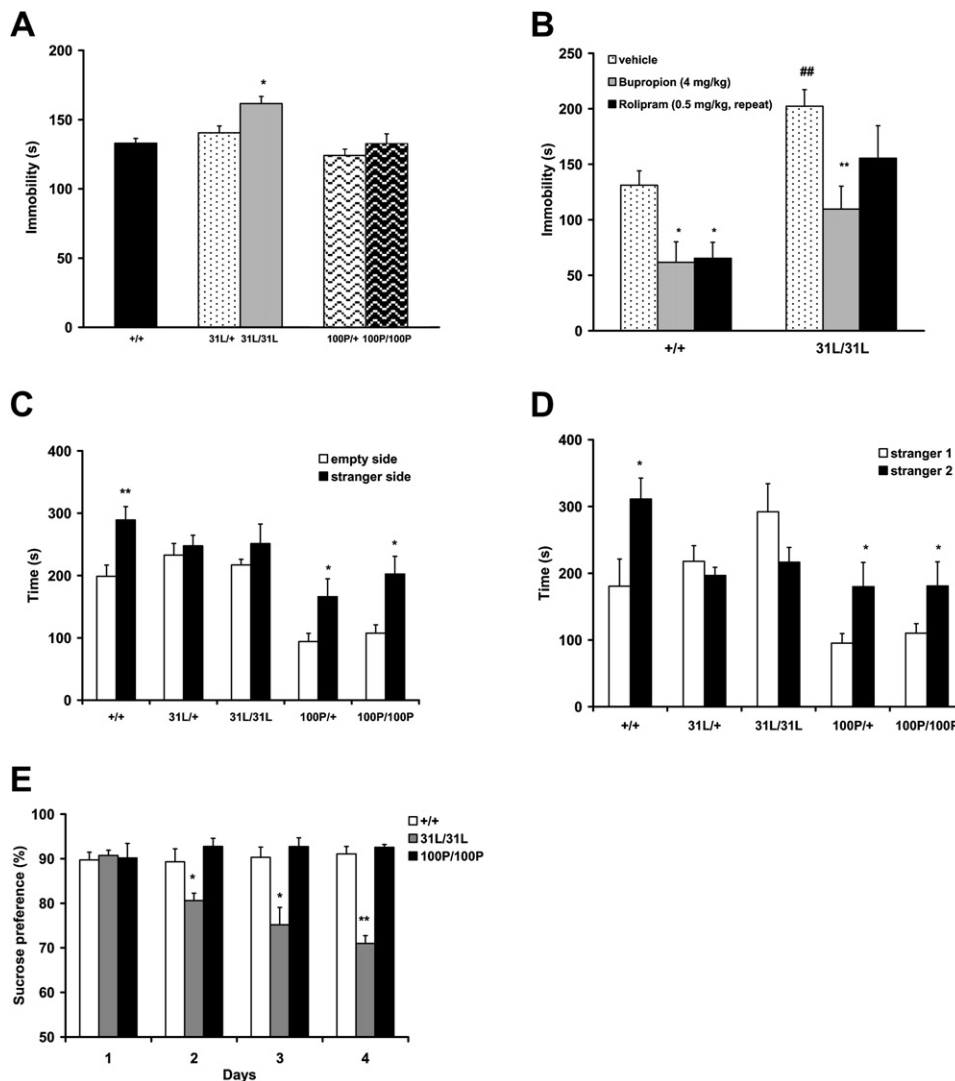 A
200
150
100
50
0
Immobility (s)
*
+/+
31L/+
31L/31L
100P/+
100P/100P
B
250
200
150
100
50
0
Immobility (s)
vehicle
Bupropion (4 mg/kg)
Rolipram (0.5 mg/kg, repeat)
* * ## **
+/+
31L/31L
C
400
300
200
100
0
Time (s)
empty side
stranger side
** * *
+/+
31L/+
31L/31L
100P/+
100P/100P
D
400
300
200
100
0
Time (s)
stranger 1
stranger 2
* * *
+/+
31L/+
31L/31L
100P/+
100P/100P
E
100
90
80
70
60
50
Sucrose preference (%)
+/+
31L/31L
100P/100P
* * **
1
2
3
4
Days